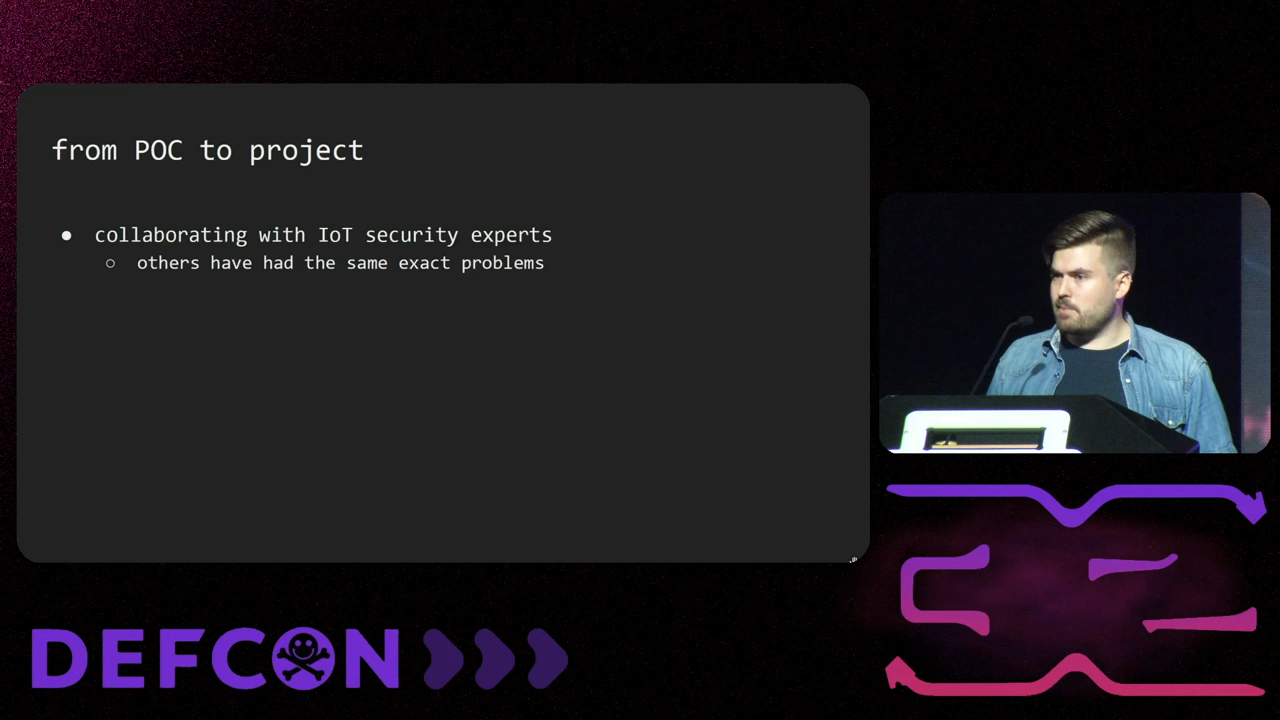 from POC to project
● collaborating with IoT security experts
○ others have had the same exact problems
DEFCON